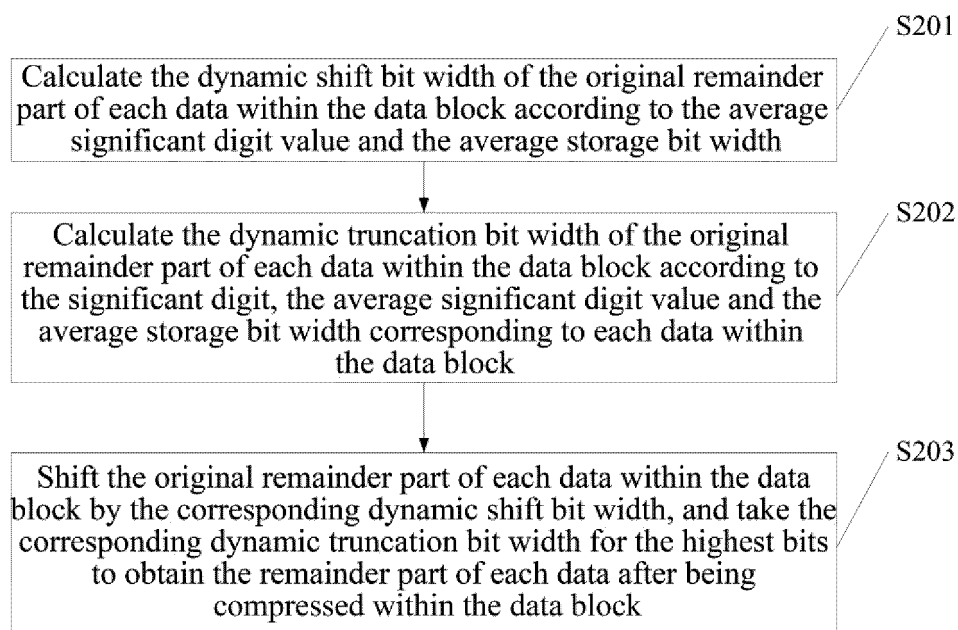 S201
Calculate the dynamic shift bit width of the original remainder
part of each data within the data block according to the average
significant digit value and the average storage bit width
S202
Calculate the dynamic truncation bit width of the original
remainder part of each data within the data block according to
the significant digit, the average significant digit value and the
average storage bit width corresponding to each data within
the data block
S203
Shift the original remainder part of each data within the data
block by the corresponding dynamic shift bit width, and take the
corresponding dynamic truncation bit width for the highest bits
to obtain the remainder part of each data after being
compressed within the data block